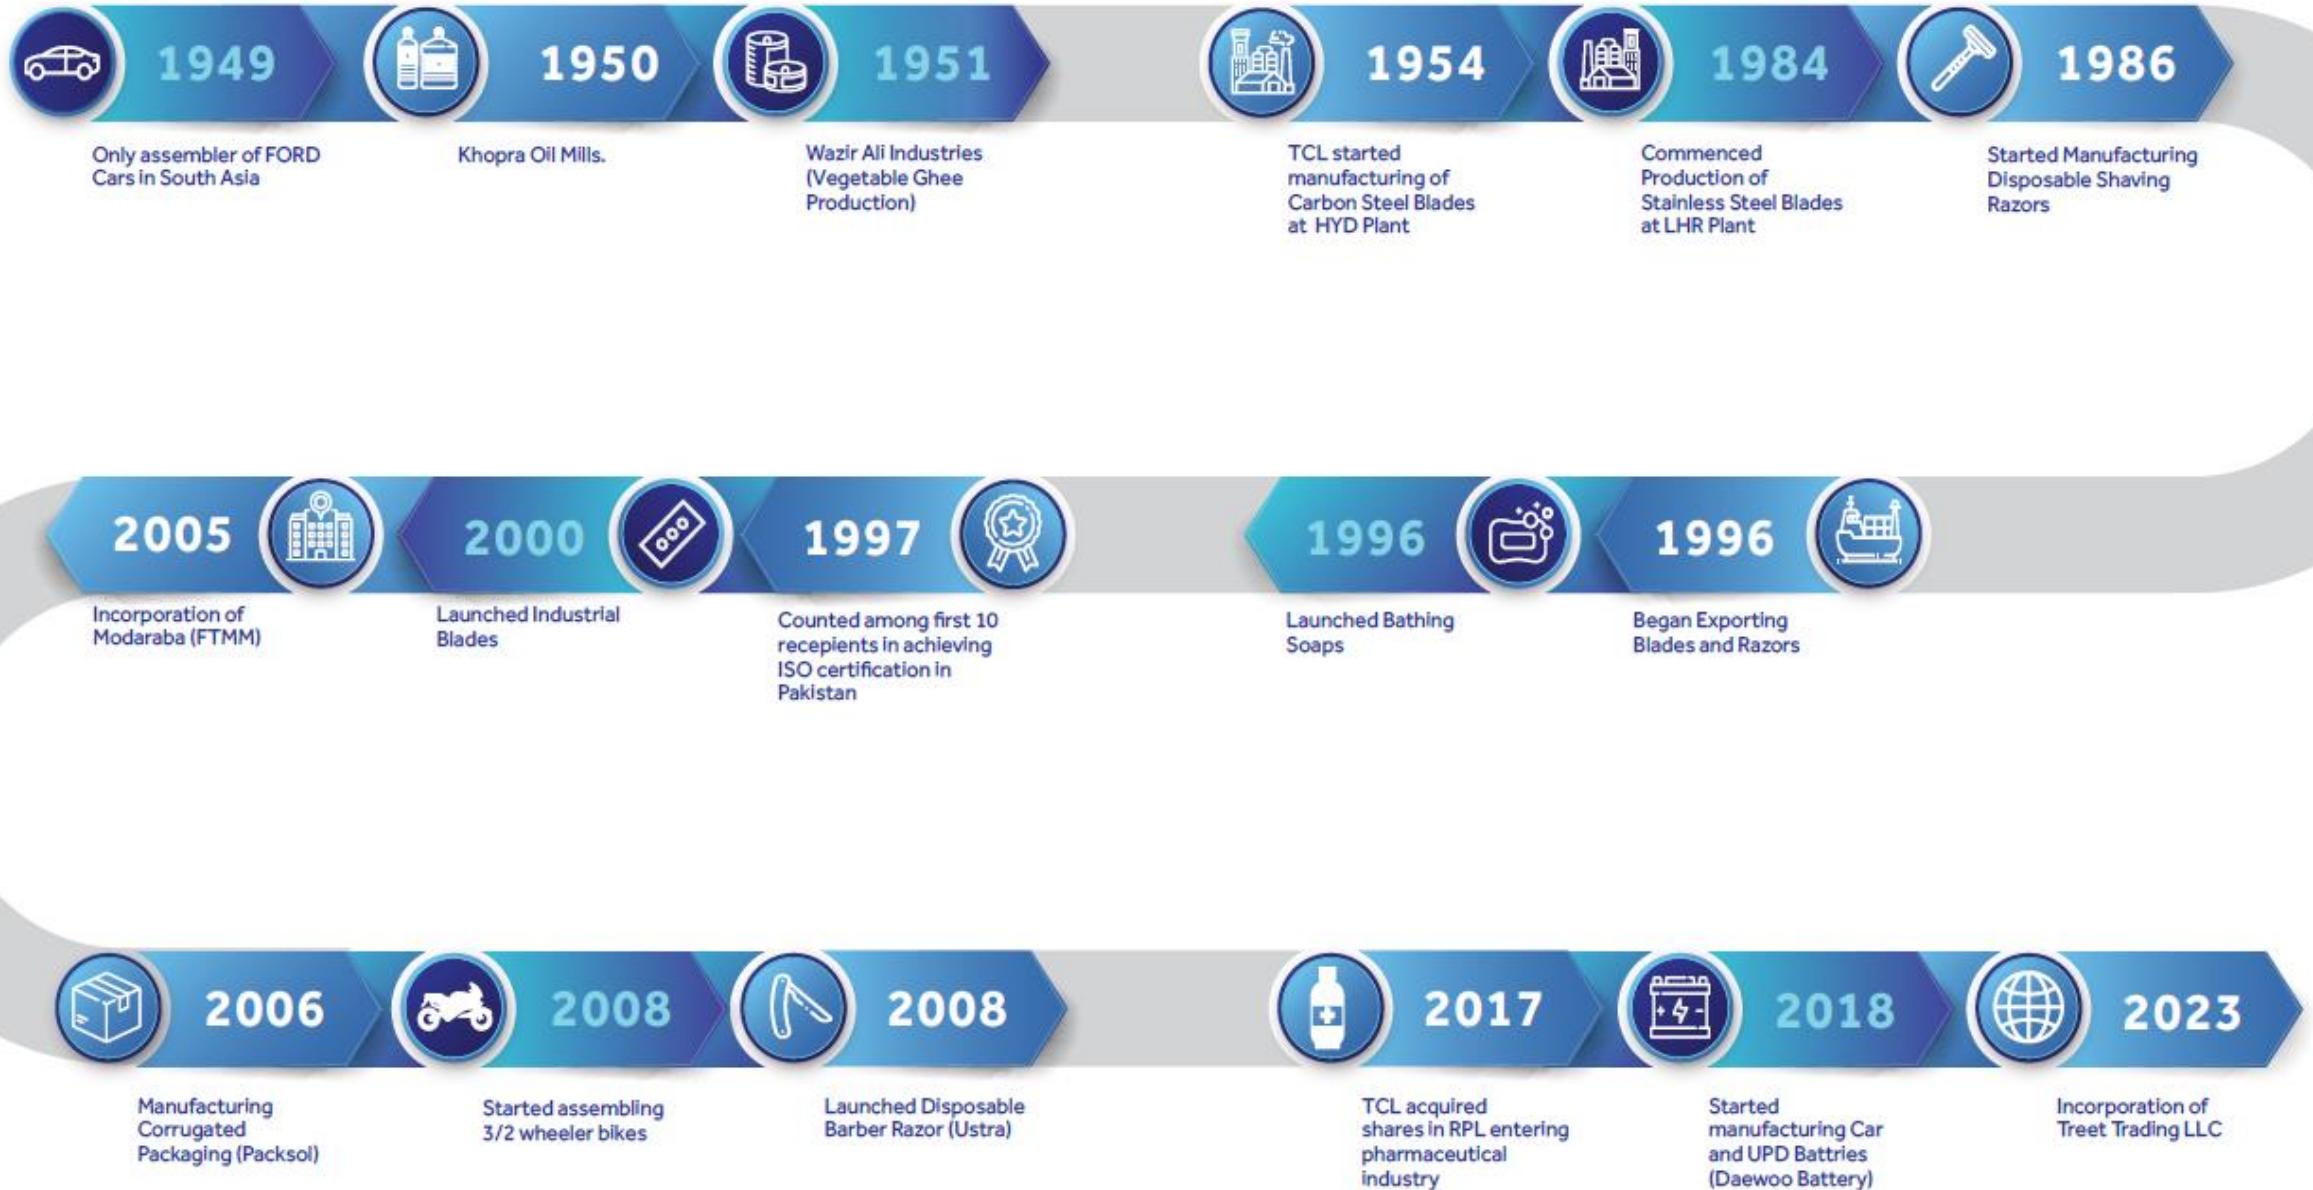 1949
Only assembler of FORD
Cars in South Asia
1950
Khopra Oil Mills.
1951
Wazir Ali Industries
(Vegetable Ghee
Production)
1954
TCL started
manufacturing of
Carbon Steel Blades
at HYD Plant
1984
Commenced
Production of
Stainless Steel Blades
at LHR Plant
1986
Started Manufacturing
Disposable Shaving
Razors
1996
Began Exporting
Blades and Razors
1996
Launched Bathing
Soaps
1997
Counted among first 10
recepients in achieving
ISO certification in
Pakistan
2000
Launched Industrial
Blades
2005
Incorporation of
Modaraba (FTMM)
2006
Manufacturing
Corrugated
Packaging (Packsol)
2008
Started assembling
3/2 wheeler bikes
2008
Launched Disposable
Barber Razor (Ustra)
2017
TCL acquired
shares in RPL entering
pharmaceutical
industry
2018
Started
manufacturing Car
and UPD Battries
(Daewoo Battery)
2023
Incorporation of
Treet Trading LLC